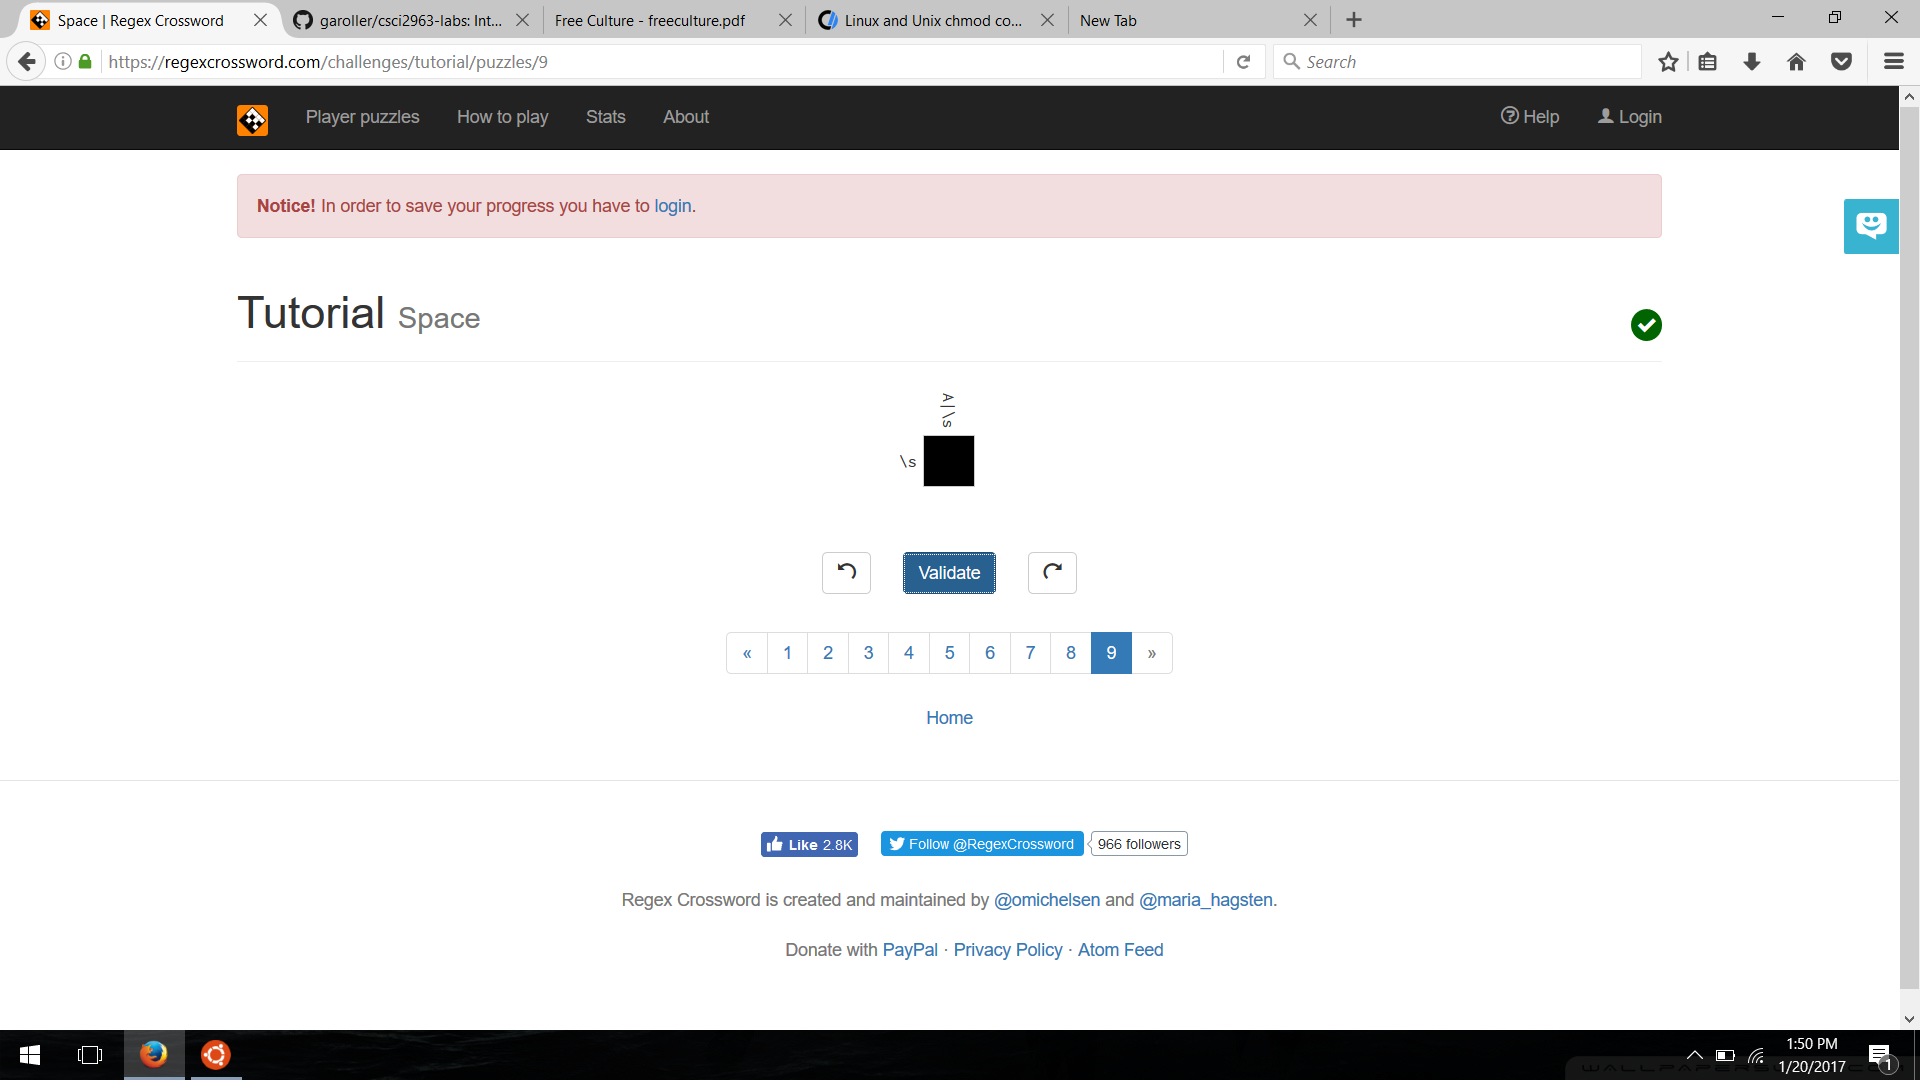 Space | Regex Crossword
garoller/csci2963-labs: Int...
Free Culture - freeculture.pdf
Linux and Unix chmod co...
New Tab
https://regexcrossword.com/challenges/tutorial/puzzles/9
Search
Player puzzles
How to play
Stats
About
Help
Login
Notice! In order to save your progress you have to login.
Tutorial Space
A|\s
\s
Validate
« 1 2 3 4 5 6 7 8 9 »
Home
Like 2.8K
Follow @RegexCrossword
966 followers
Regex Crossword is created and maintained by @omichelsen and @maria_hagsten.
Donate with PayPal · Privacy Policy · Atom Feed
1:50 PM
1/20/2017
1